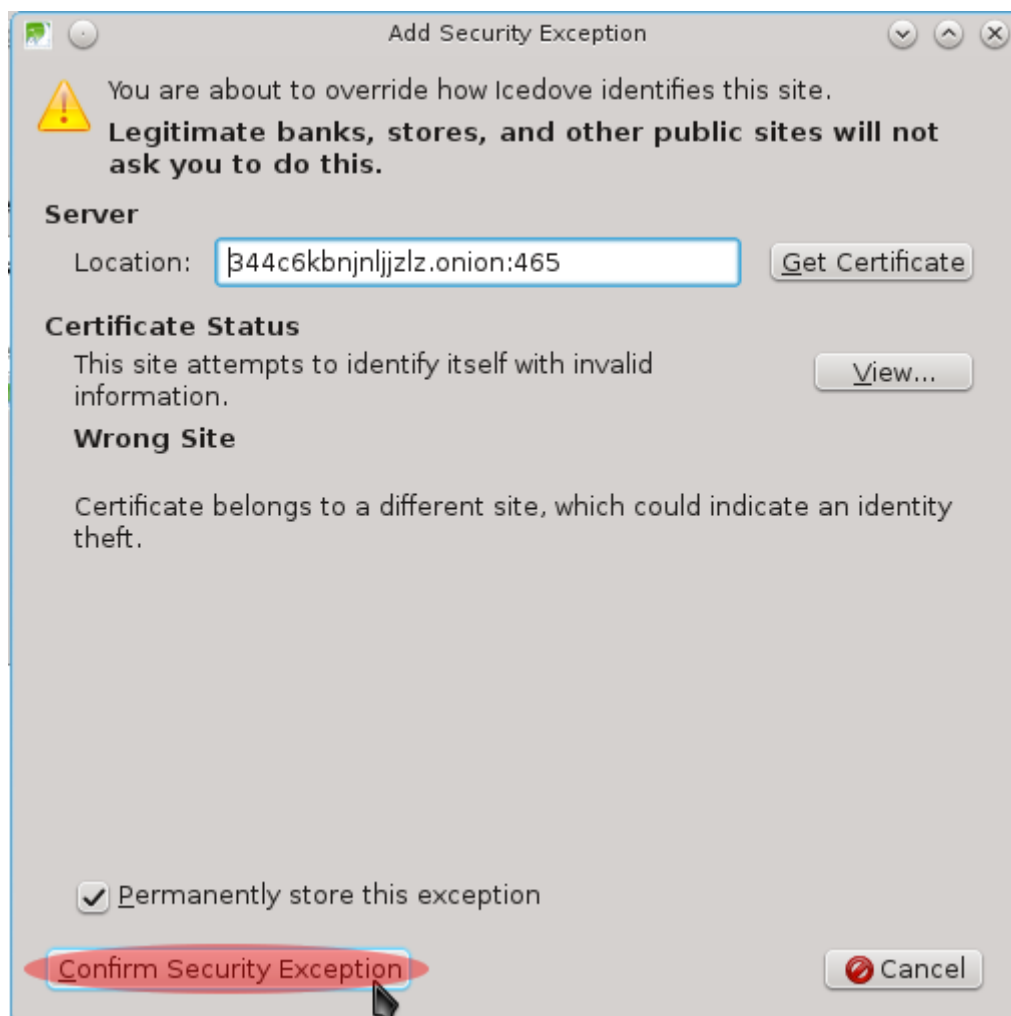 Add Security Exception
You are about to override how Icedove identifies this site.
Legitimate banks, stores, and other public sites will not
ask you to do this.
Server
Location: 344c6kbnjnljjzlz.onion:465 Get Certificate
Certificate Status
This site attempts to identify itself with invalid
information.
View...
Wrong Site
Certificate belongs to a different site, which could indicate an identity
theft.
Permanently store this exception
Confirm Security Exception Cancel